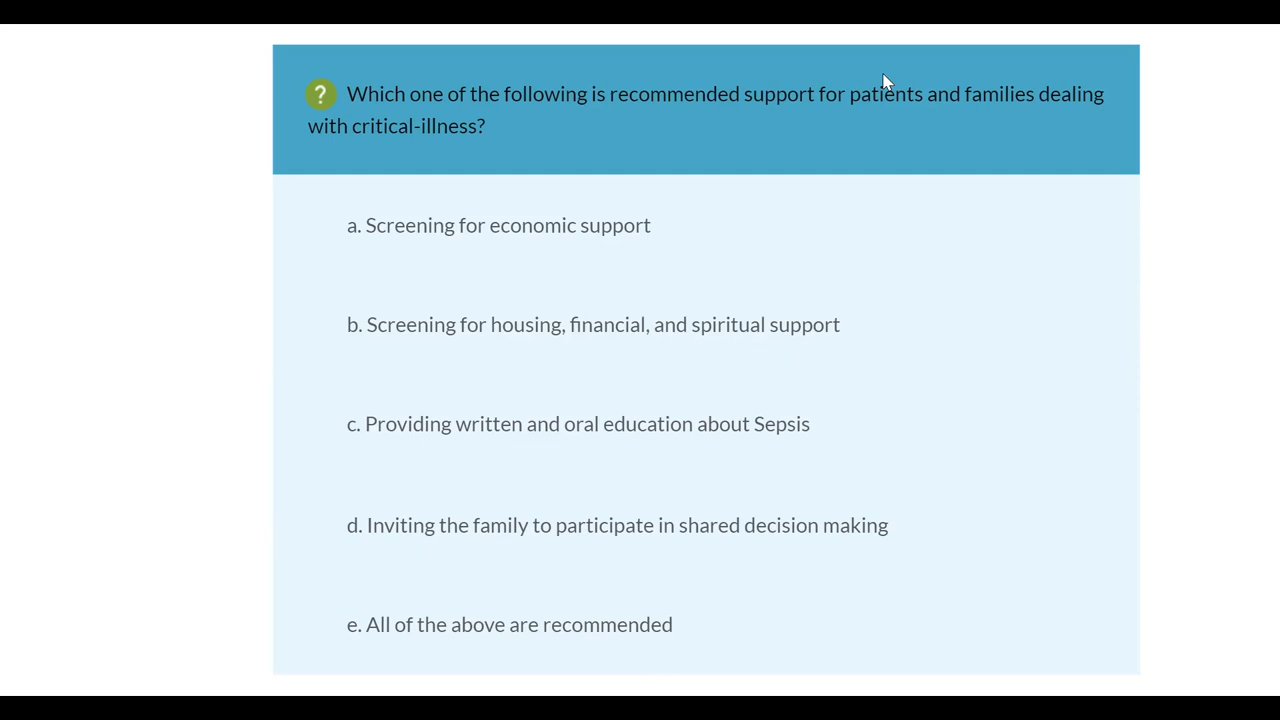 ? Which one of the following is recommended support for patients and families dealing
with critical-illness?
a. Screening for economic support
b. Screening for housing, financial, and spiritual support
c. Providing written and oral education about Sepsis
d. Inviting the family to participate in shared decision making
e. All of the above are recommended